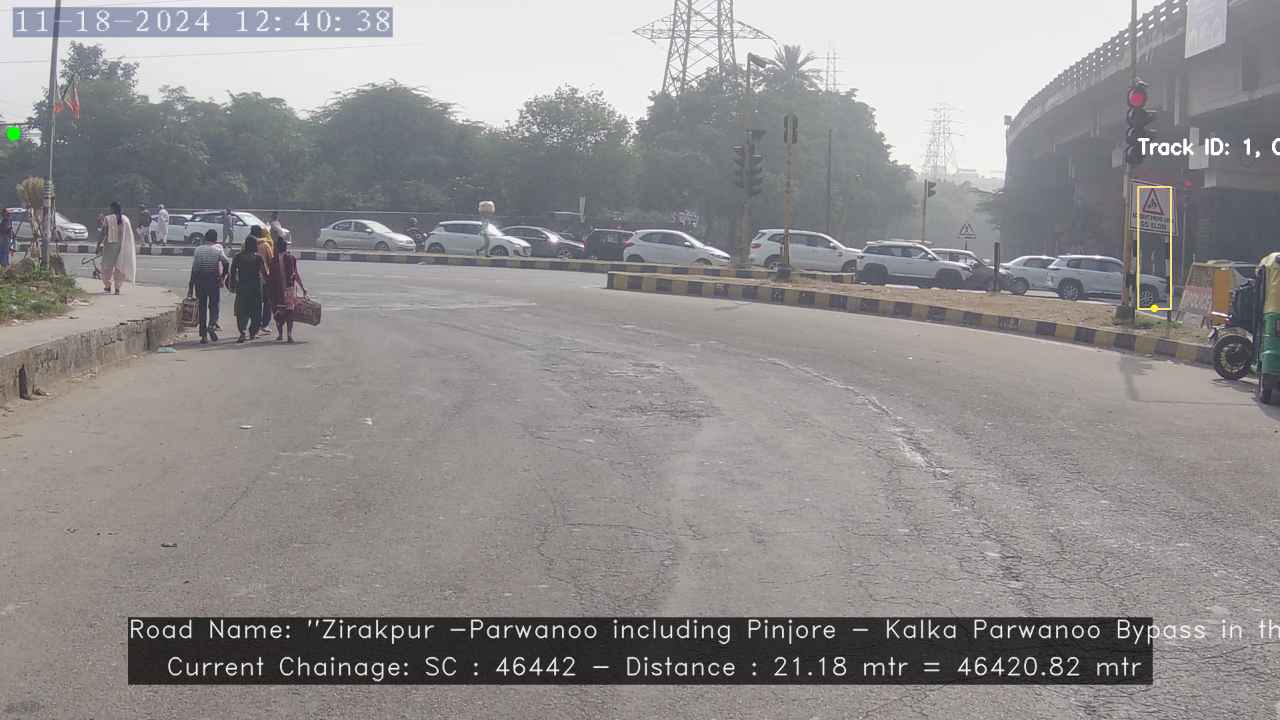 11-18-2024 12:40:38
Track ID: 1, C
Road Name: "Zirakpur -Parwanoo including Pinjore - Kalka Parwanoo Bypass in th
Current Chainage: SC : 46442 - Distance : 21.18 mtr = 46420.82 mtr